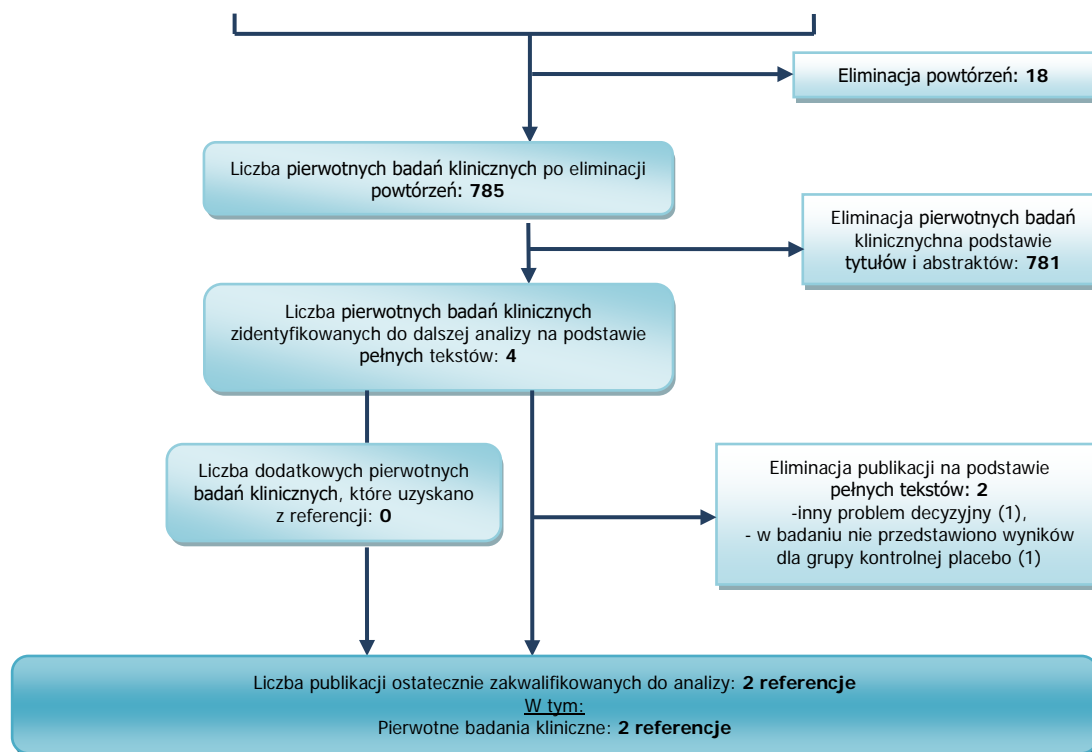 Eliminacja powtórzeń: 18
Liczba pierwotnych badań klinicznych po eliminacji
powtórzeń: 785
Eliminacja pierwotnych badań
klinicznychna podstawie
tytułów i abstraktów: 781
Liczba pierwotnych badań klinicznych
zidentyfikowanych do dalszej analizy na podstawie
pełnych tekstów: 4
Liczba dodatkowych pierwotnych
badań klinicznych, które uzyskano
z referencji: 0
Eliminacja publikacji na podstawie
pełnych tekstów: 2
-inny problem decyzyjny (1),
- w badaniu nie przedstawiono wyników
dla grupy kontrolnej placebo (1)
Liczba publikacji ostatecznie zakwalifikowanych do analizy: 2 referencje
W tym:
Pierwotne badania kliniczne: 2 referencje